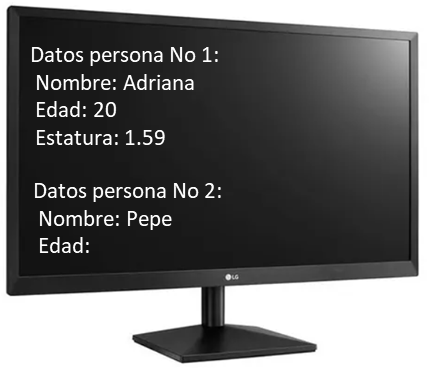 Datos persona No 1:
Nombre: Adriana
Edad: 20
Estatura: 1.59
Datos persona No 2:
Nombre: Pepe
Edad:
LG